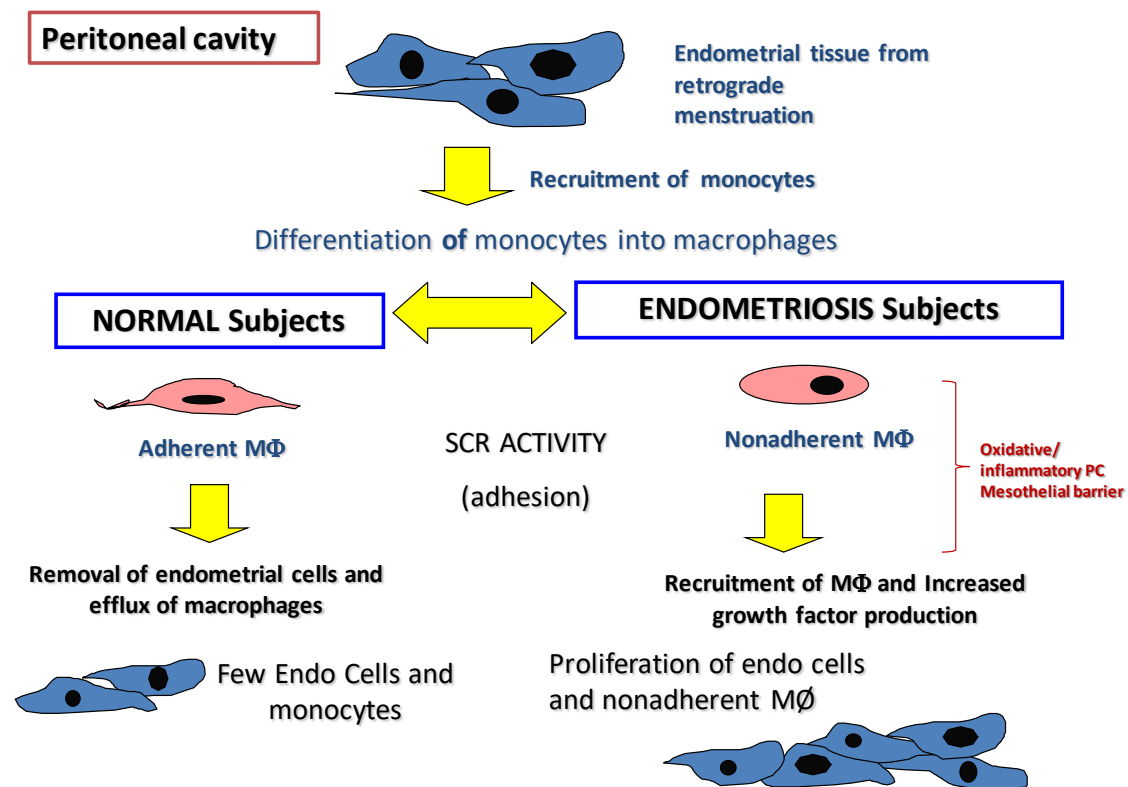 Peritoneal cavity
Endometrial tissue from
retrograde
menstruation
Recruitment of monocytes
Differentiation of monocytes into macrophages
NORMAL Subjects
ENDOMETRIOSIS Subjects
Adherent MΦ
SCR ACTIVITY
(adhesion)
Nonadherent MΦ
Oxidative/
inflammatory PC
Mesothelial barrier
Removal of endometrial cells and
efflux of macrophages
Recruitment of MΦ and Increased
growth factor production
Few Endo Cells and
monocytes
Proliferation of endo cells
and nonadherent MØ